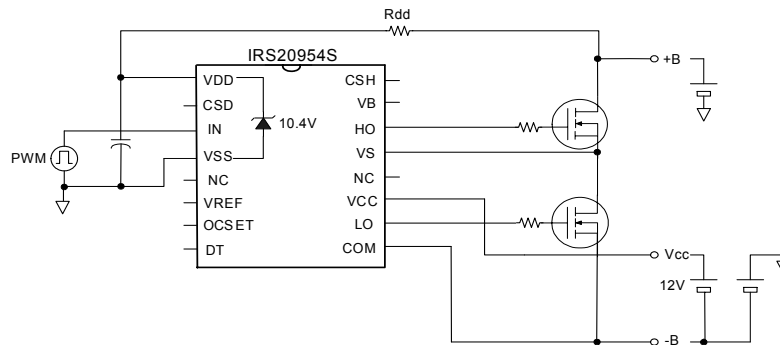 Rdd
IRS20954S
VDD
CSD
IN
VSS
NC
VREF
OCSET
DT
10.4V
CSH
VB
HO
VS
NC
VCC
LO
COM
PWM
+B
Vcc
12V
-B